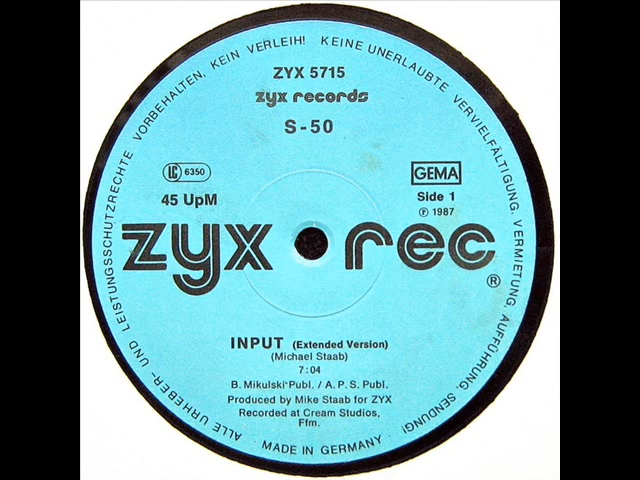 ALLE URHEBER- UND LEISTUNGSSCHUTZRECHTE VORBEHALTEN, KEIN VERLEIH! KEINE UNERLAUBTE VERVIELFÄLTIGUNG, VERMIETUNG, AUFFÜHRUNG, SENDUNG!
ZYX 5715
zyx records
S-50
LC 6350
GEMA
45 UpM
Side 1
℗ 1987
zyx rec
®
INPUT (Extended Version)
(Michael Staab)
7:04
B. Mikulski Publ. / A. P. S. Publ.
Produced by Mike Staab for ZYX
Recorded at Cream Studios,
Ffm.
MADE IN GERMANY